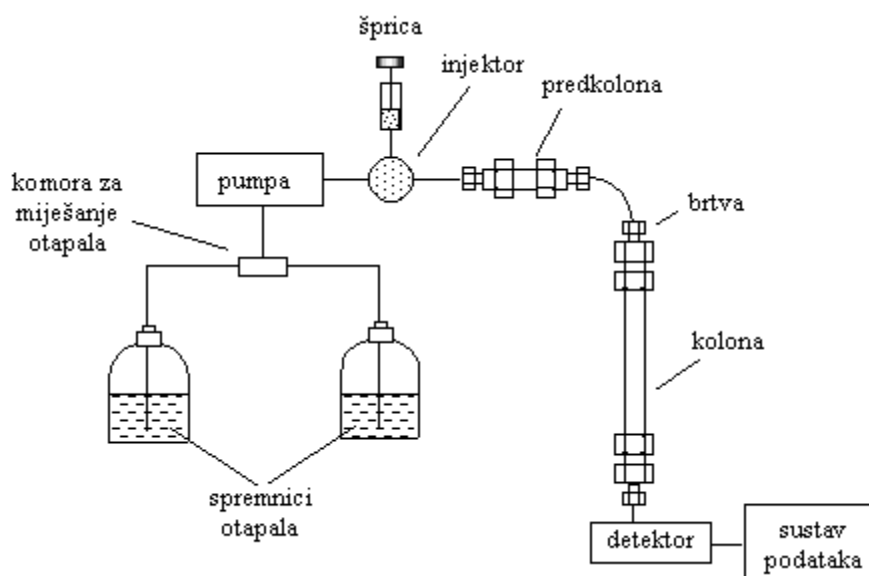 šprica
injektor
predkolona
pumpa
komora za
miješanje
otapala
brtva
kolona
spremnici
otapala
detektor
sustav
podataka